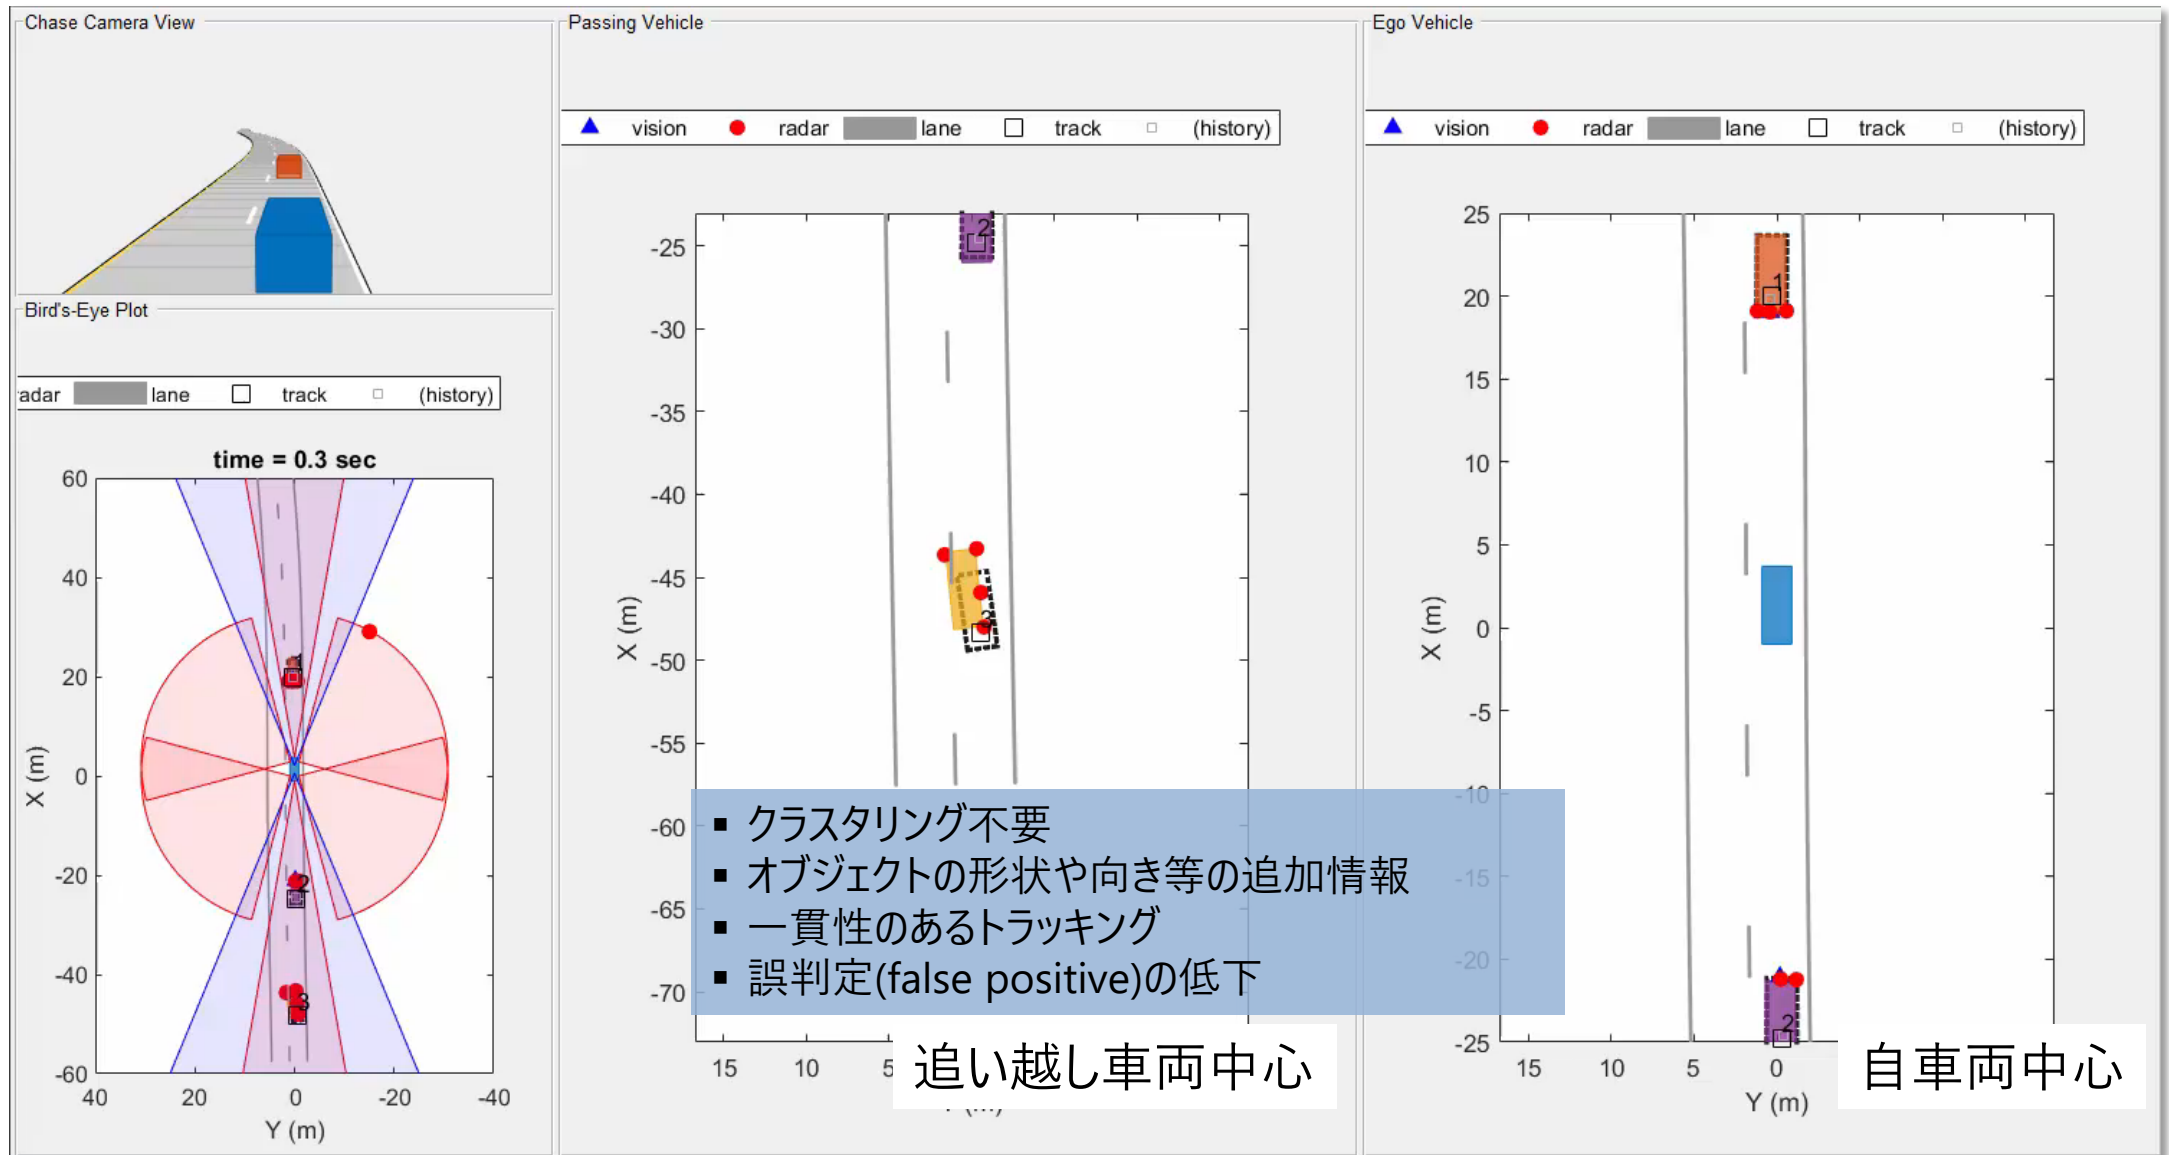 Chase Camera View
Passing Vehicle
Ego Vehicle
vision radar lane track (history)
vision radar lane track (history)
Bird's-Eye Plot
adar lane track (history)
time = 0.3 sec
60
40
20
0
-20
-40
-60
40 20 0 -20 -40
X (m)
Y (m)
1
2
3
-25
-30
-35
-40
-45
-50
-55
-60
-65
-70
15 10 5
X (m)
2
25
20
15
10
5
0
-5
-10
-15
-20
-25
15 10 5 0
X (m)
Y (m)
1
2
▪ クラスタリング不要
▪ オブジェクトの形状や向き等の追加情報
▪ 一貫性のあるトラッキング
▪ 誤判定(false positive)の低下
追い越し車両中心
自車両中心